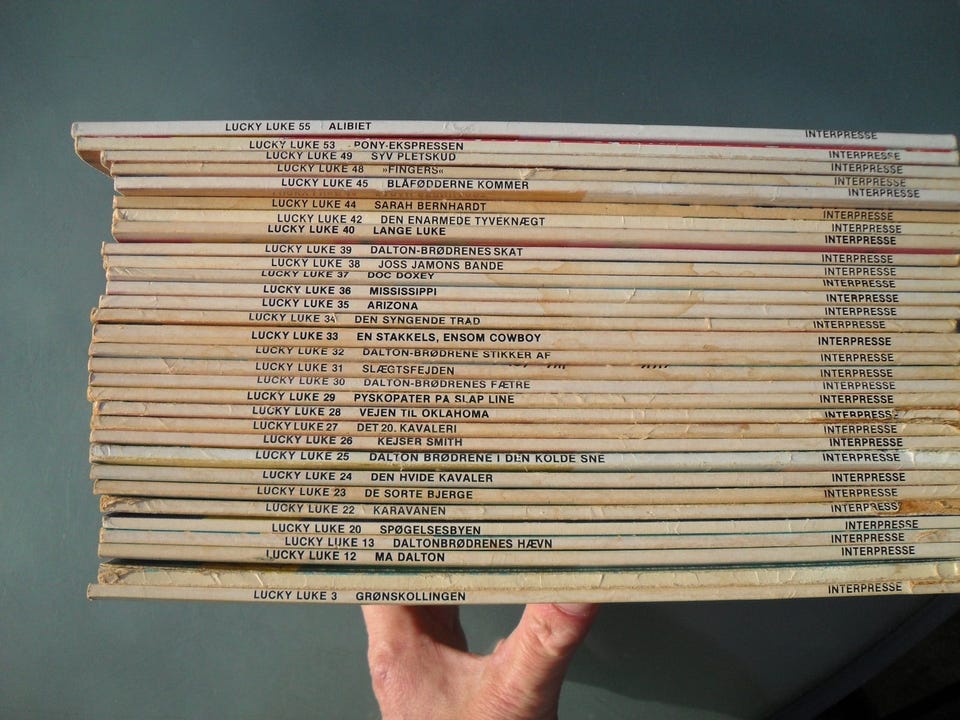 LUCKY LUKE 55 ALIBIET INTERPRESSE
LUCKY LUKE 53 PONY-EKSPRESSEN
LUCKY LUKE 49 SYV PLETSKUD INTERPRESSE
LUCKY LUKE 48 »FINGERS« INTERPRESSE
LUCKY LUKE 45 BLÅFØDDERNE KOMMER INTERPRESSE
INTERPRESSE
LUCKY LUKE 44 SARAH BERNHARDT INTERPRESSE
LUCKY LUKE 42 DEN ENARMEDE TYVEKNÆGT INTERPRESSE
LUCKY LUKE 40 LANGE LUKE INTERPRESSE
LUCKY LUKE 39 DALTON-BRØDRENES SKAT INTERPRESSE
LUCKY LUKE 38 JOSS JAMONS BANDE INTERPRESSE
LUCKY LUKE 37 DOC DOXEY INTERPRESSE
LUCKY LUKE 36 MISSISSIPPI INTERPRESSE
LUCKY LUKE 35 ARIZONA INTERPRESSE
LUCKY LUKE 34 DEN SYNGENDE TRÅD INTERPRESSE
LUCKY LUKE 33 EN STAKKELS, ENSOM COWBOY INTERPRESSE
LUCKY LUKE 32 DALTON-BRØDRENE STIKKER AF INTERPRESSE
LUCKY LUKE 31 SLÆGTSFEJDEN INTERPRESSE
LUCKY LUKE 30 DALTON-BRØDRENES FÆTRE INTERPRESSE
LUCKY LUKE 29 PYSKOPATER PÅ SLAP LINE INTERPRESSE
LUCKY LUKE 28 VEJEN TIL OKLAHOMA INTERPRESSE
LUCKY LUKE 27 DET 20. KAVALERI INTERPRESSE
LUCKY LUKE 26 KEJSER SMITH INTERPRESSE
LUCKY LUKE 25 DALTON BRØDRENE I DEN KOLDE SNE INTERPRESSE
LUCKY LUKE 24 DEN HVIDE KAVALER INTERPRESSE
LUCKY LUKE 23 DE SORTE BJERGE INTERPRESSE
LUCKY LUKE 22 KARAVANEN INTERPRESSE
LUCKY LUKE 20 SPØGELSESBYEN INTERPRESSE
LUCKY LUKE 13 DALTONBRØDRENES HÆVN INTERPRESSE
LUCKY LUKE 12 MA DALTON INTERPRESSE
LUCKY LUKE 3 GRØNSKOLLINGEN INTERPRESSE